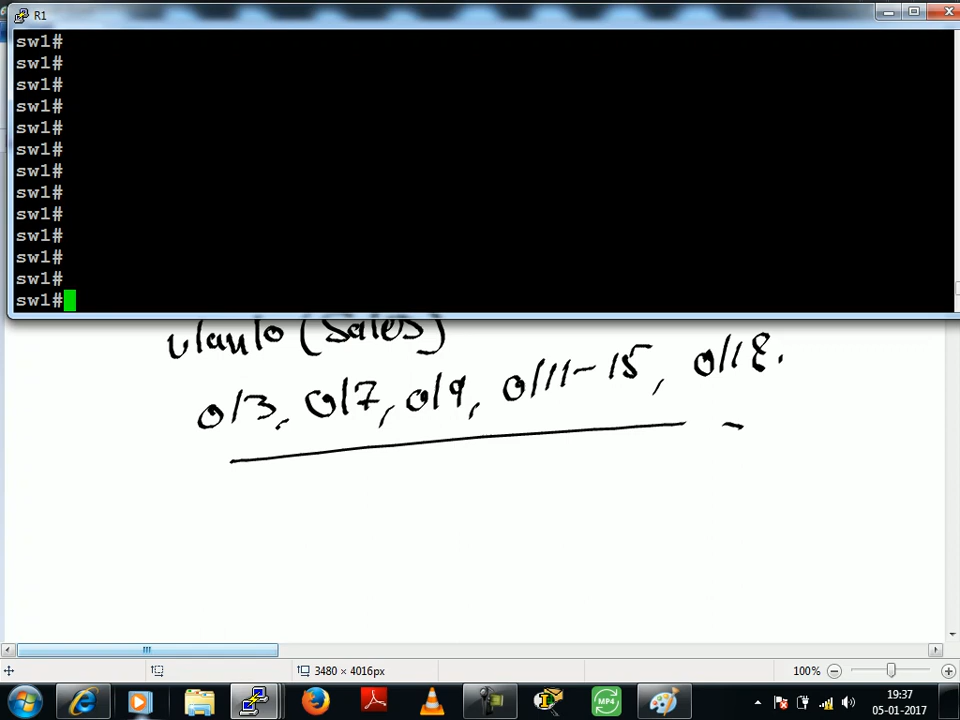 R1
sw1#
sw1#
sw1#
sw1#
sw1#
sw1#
sw1#
sw1#
sw1#
sw1#
sw1#
sw1#
sw1#
vlan10 (Sales)
0/3, 0/7, 0/9, 0/11-15, 0/18.
3480 × 4016px
100%
MP4
19:37
05-01-2017